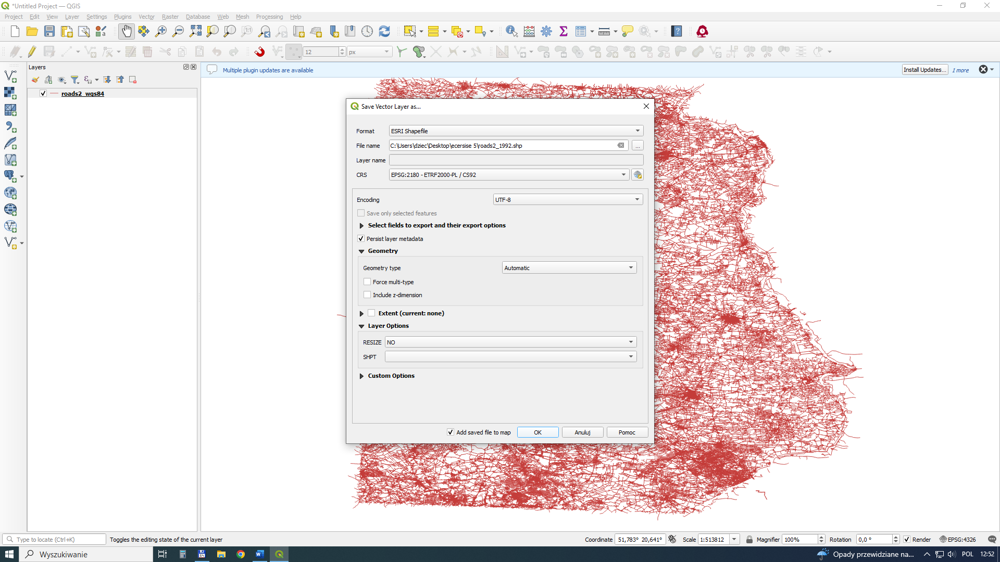 *Untitled Project — QGIS
Project Edit View Layer Settings Plugins Vector Raster Database Web Mesh Processing Help
12 px
Layers
Multiple plugin updates are available
Install Updates... 1 more
roads2_wgs84
Save Vector Layer as...
Format ESRI Shapefile
File name C:\Users\dziec\Desktop\ecersise 5\roads2_1992.shp ...
Layer name
CRS EPSG:2180 - ETRF2000-PL / CS92
Encoding UTF-8
Save only selected features
Select fields to export and their export options
Persist layer metadata
Geometry
Geometry type Automatic
Force multi-type
Include z-dimension
Extent (current: none)
Layer Options
RESIZE NO
SHPT
Custom Options
Add saved file to map OK Anuluj Pomoc
Type to locate (Ctrl+K) Toggles the editing state of the current layer Coordinate 51,783° 20,641° Scale 1:513812 Magnifier 100% Rotation 0,0 ° Render EPSG:4326
Wyszukiwanie Opady przewidziane na... POL 12:52